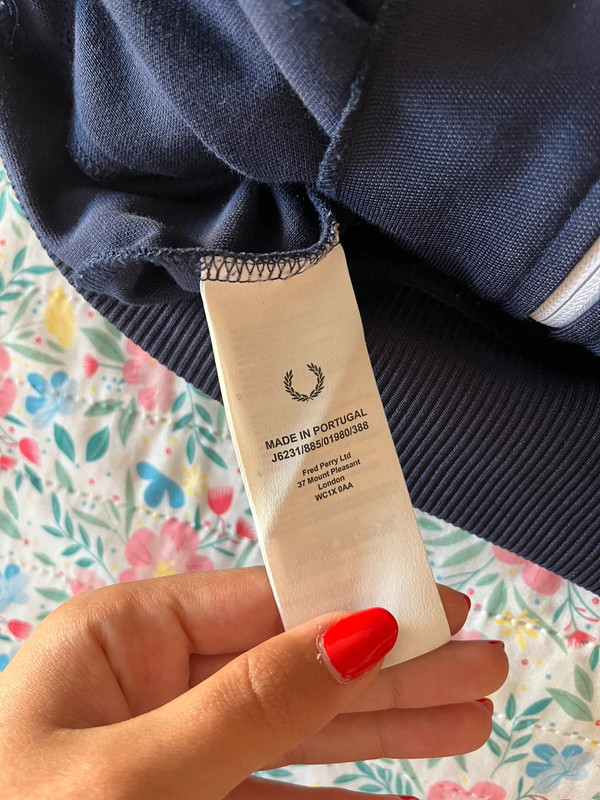 MADE IN PORTUGAL
J6231/885/01980/388
Fred Perry Ltd
37 Mount Pleasant
London
WC1X 0AA